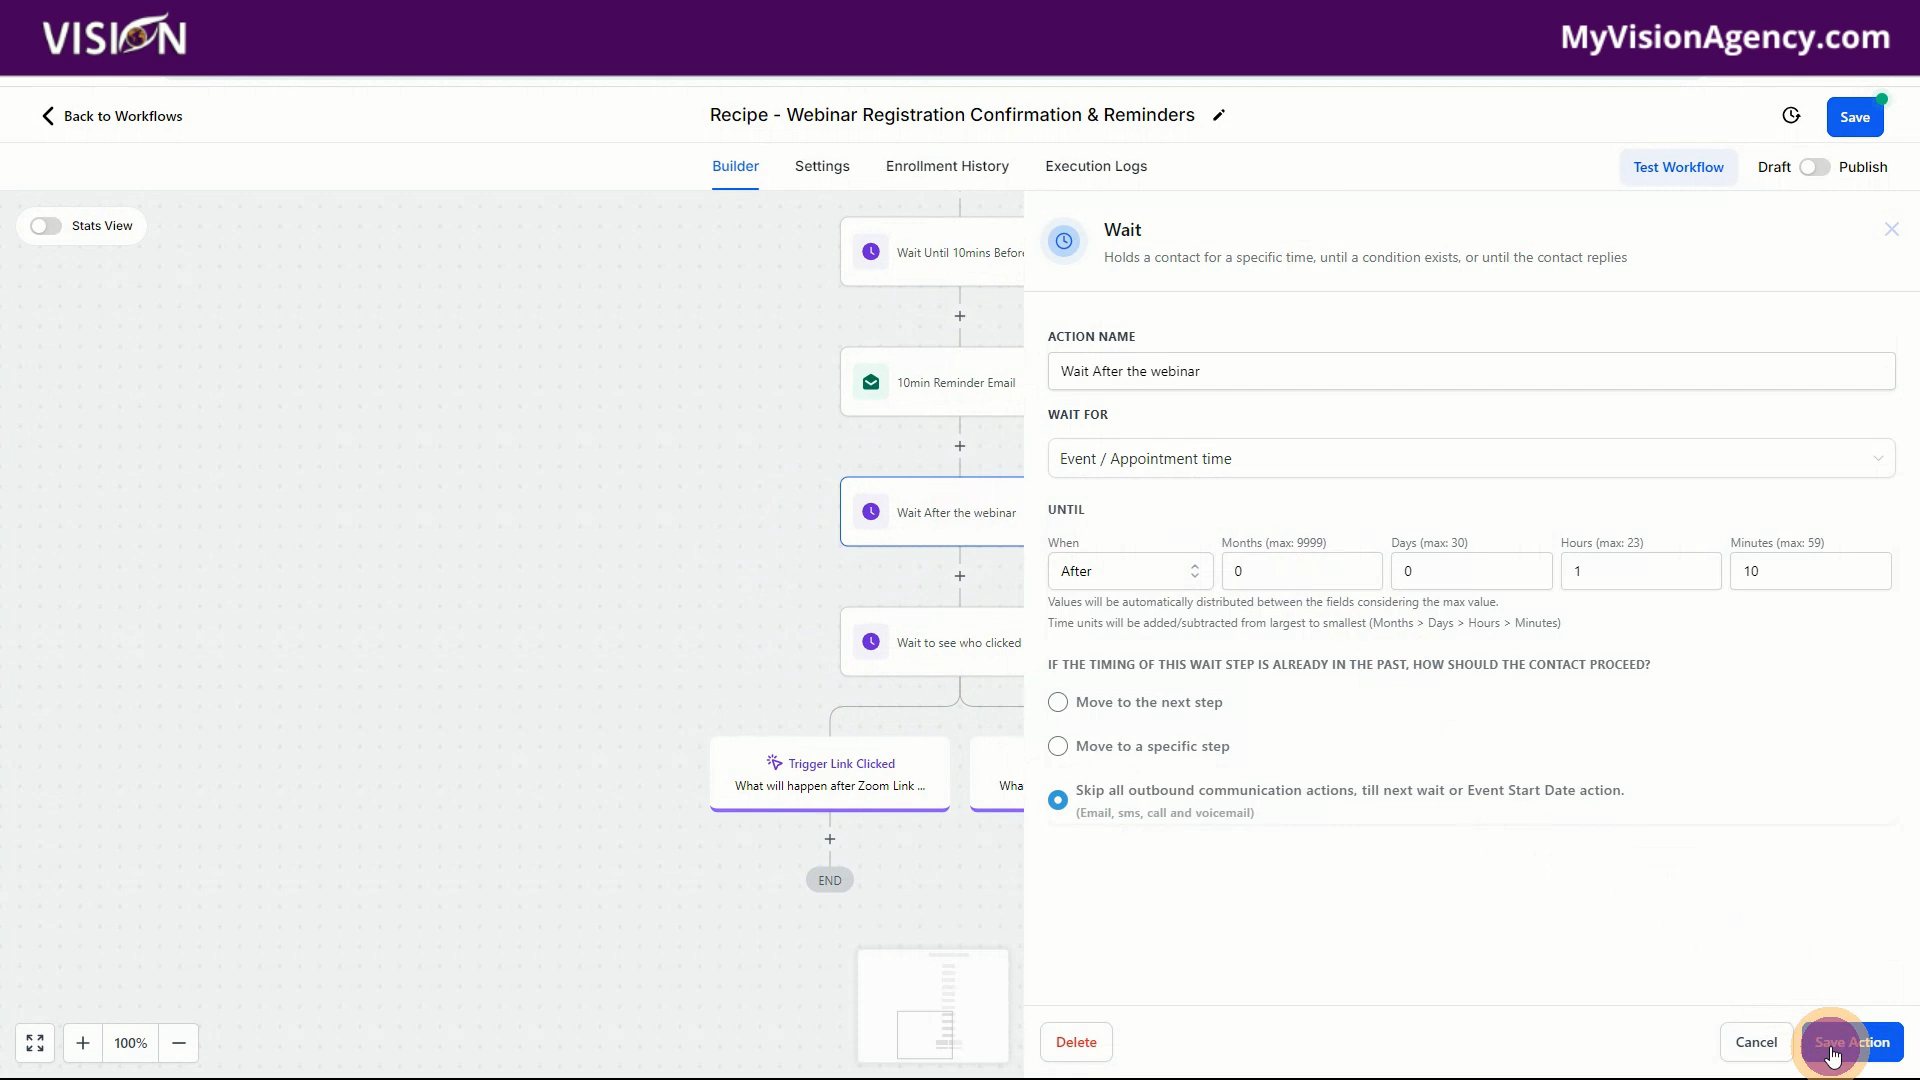 VISION
MyVisionAgency.com
Back to Workflows
Recipe - Webinar Registration Confirmation & Reminders
Save
Builder
Settings
Enrollment History
Execution Logs
Test Workflow
Draft
Publish
Stats View
Wait Until 10mins Before
10min Reminder Email
Wait After the webinar
Wait to see who clicked
Trigger Link Clicked
What will happen after Zoom Link ...
Wha
END
100%
Wait
Holds a contact for a specific time, until a condition exists, or until the contact replies
ACTION NAME
Wait After the webinar
WAIT FOR
Event / Appointment time
UNTIL
When
Months (max: 9999)
Days (max: 30)
Hours (max: 23)
Minutes (max: 59)
After
0
0
1
10
Values will be automatically distributed between the fields considering the max value.
Time units will be added/subtracted from largest to smallest (Months > Days > Hours > Minutes)
IF THE TIMING OF THIS WAIT STEP IS ALREADY IN THE PAST, HOW SHOULD THE CONTACT PROCEED?
Move to the next step
Move to a specific step
Skip all outbound communication actions, till next wait or Event Start Date action.
(Email, sms, call and voicemail)
Delete
Cancel
Save Action